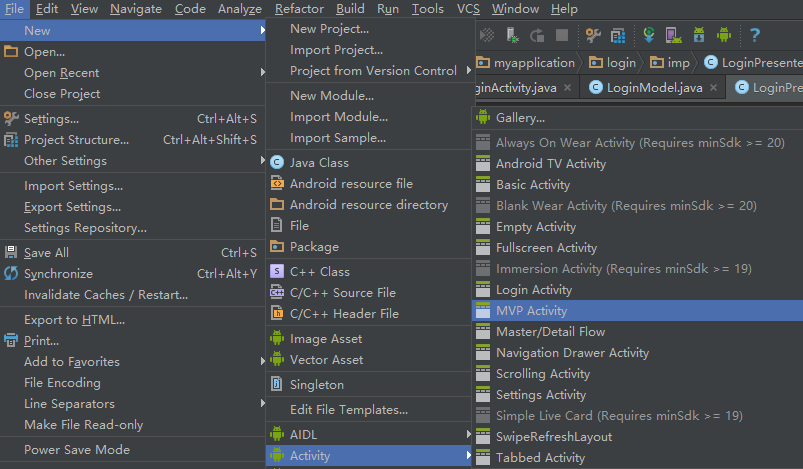 File Edit View Navigate Code Analyze Refactor Build Run Tools VCS Window Help
New
Open...
Open Recent
Close Project
Settings... Ctrl+Alt+S
Project Structure... Ctrl+Alt+Shift+S
Other Settings
Import Settings...
Export Settings...
Settings Repository...
Save All Ctrl+S
Synchronize Ctrl+Alt+Y
Invalidate Caches / Restart...
Export to HTML...
Print...
Add to Favorites
File Encoding
Line Separators
Make File Read-only
Power Save Mode
New Project...
Import Project...
Project from Version Control
New Module...
Import Module...
Import Sample...
Java Class
Android resource file
Android resource directory
File
Package
C++ Class
C/C++ Source File
C/C++ Header File
Image Asset
Vector Asset
Singleton
Edit File Templates...
AIDL
Activity
myapplication login imp LoginPresente
ginActivity.java LoginModel.java LoginPre
Gallery...
Always On Wear Activity (Requires minSdk >= 20)
Android TV Activity
Basic Activity
Blank Wear Activity (Requires minSdk >= 20)
Empty Activity
Fullscreen Activity
Immersion Activity (Requires minSdk >= 19)
Login Activity
MVP Activity
Master/Detail Flow
Navigation Drawer Activity
Scrolling Activity
Settings Activity
Simple Live Card (Requires minSdk >= 19)
SwipeRefreshLayout
Tabbed Activity